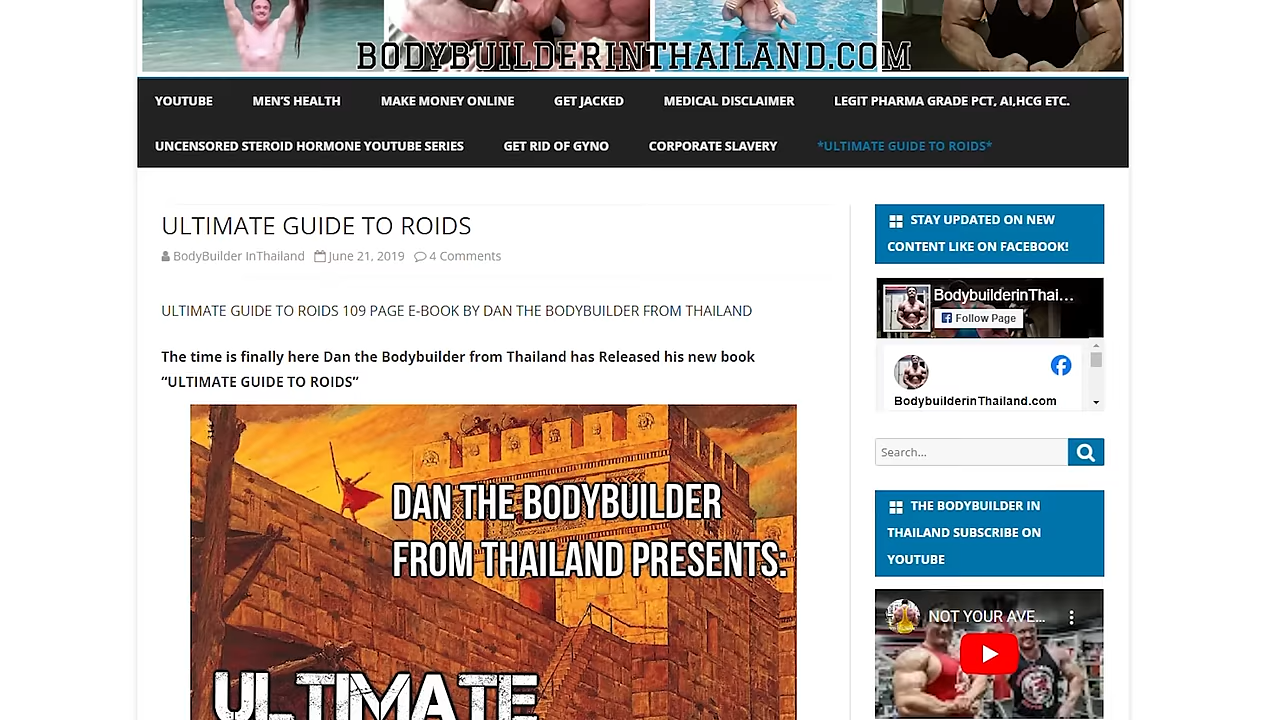 BODYBUILDERINTHAILAND.COM
YOUTUBE MEN'S HEALTH MAKE MONEY ONLINE GET JACKED MEDICAL DISCLAIMER LEGIT PHARMA GRADE PCT, AI,HCG ETC.
UNCENSORED STEROID HORMONE YOUTUBE SERIES GET RID OF GYNO CORPORATE SLAVERY *ULTIMATE GUIDE TO ROIDS*
ULTIMATE GUIDE TO ROIDS
BodyBuilder InThailand June 21, 2019 4 Comments
ULTIMATE GUIDE TO ROIDS 109 PAGE E-BOOK BY DAN THE BODYBUILDER FROM THAILAND
The time is finally here Dan the Bodybuilder from Thailand has Released his new book
“ULTIMATE GUIDE TO ROIDS”
DAN THE BODYBUILDER
FROM THAILAND PRESENTS:
ULTIMATE
STAY UPDATED ON NEW
CONTENT LIKE ON FACEBOOK!
BodybuilderinThai...
Follow Page
BodybuilderinThailand.com
Search...
THE BODYBUILDER IN
THAILAND SUBSCRIBE ON
YOUTUBE
NOT YOUR AVE...